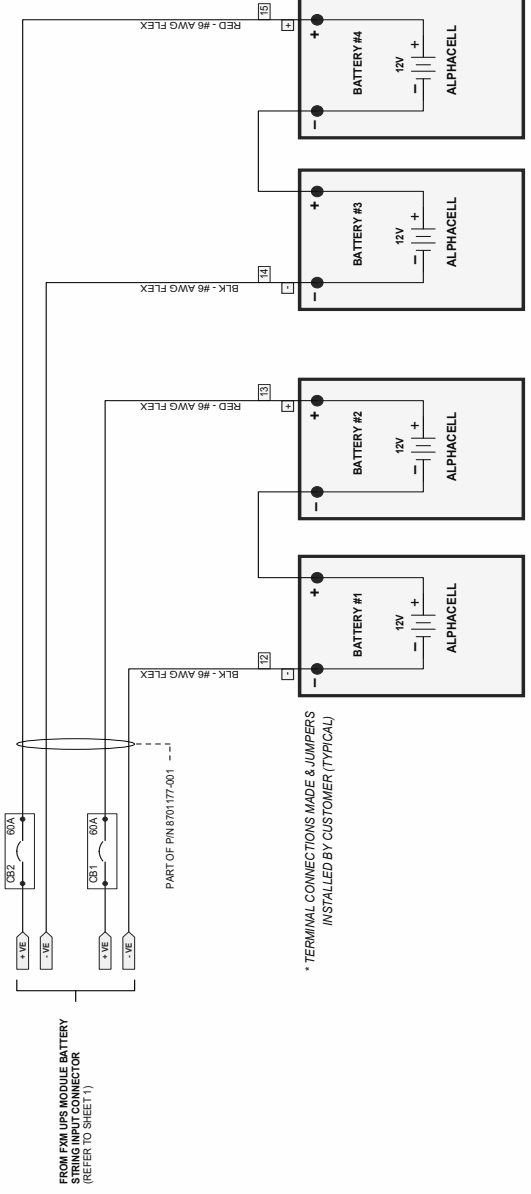 FROM FXM UPS MODULE BATTERY
STRING INPUT CONNECTOR
(REFER TO SHEET 1)
+ VE
- VE
+ VE
- VE
CB2
60A
CB1
60A
PART OF P/N 8701177-001
* TERMINAL CONNECTIONS MADE & JUMPERS
INSTALLED BY CUSTOMER (TYPICAL)
BLK - #6 AWG FLEX
12
-
RED - #6 AWG FLEX
13
+
BLK - #6 AWG FLEX
14
-
RED - #6 AWG FLEX
15
+
- +
BATTERY #1
12V
- +
ALPHACELL
- +
BATTERY #2
12V
- +
ALPHACELL
- +
BATTERY #3
12V
- +
ALPHACELL
- +
BATTERY #4
12V
- +
ALPHACELL